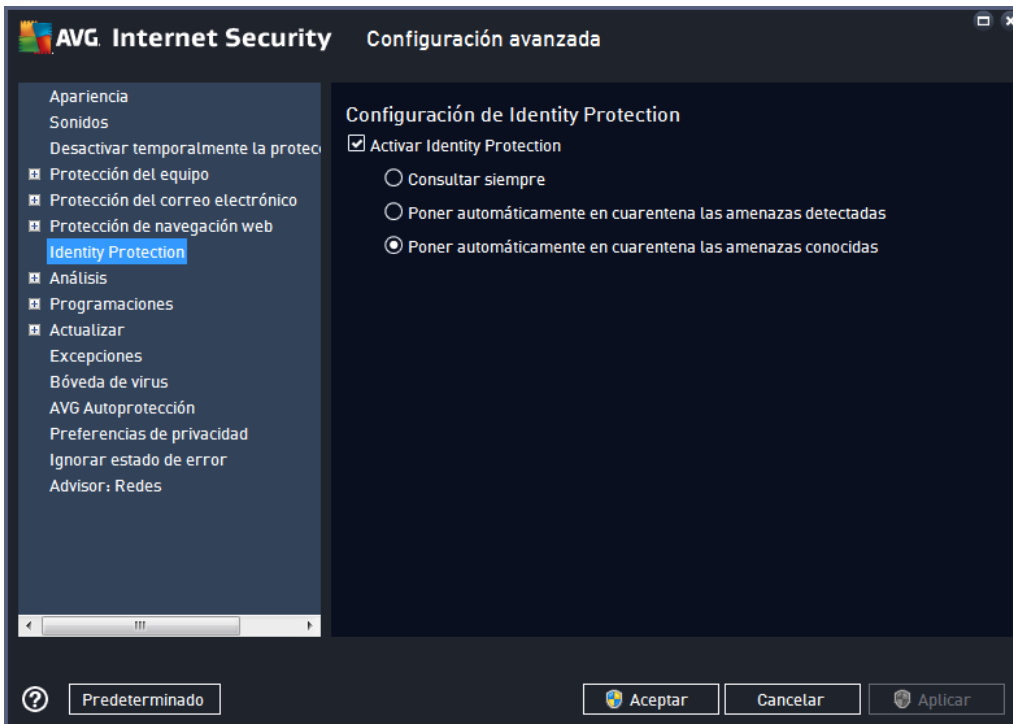 AVG. Internet Security Configuración avanzada
Apariencia
Sonidos
Desactivar temporalmente la protec
Protección del equipo
Protección del correo electrónico
Protección de navegación web
Identity Protection
Análisis
Programaciones
Actualizar
Excepciones
Bóveda de virus
AVG Autoprotección
Preferencias de privacidad
Ignorar estado de error
Advisor: Redes
Configuración de Identity Protection
Activar Identity Protection
Consultar siempre
Poner automáticamente en cuarentena las amenazas detectadas
Poner automáticamente en cuarentena las amenazas conocidas
Predeterminado
Aceptar
Cancelar
Aplicar